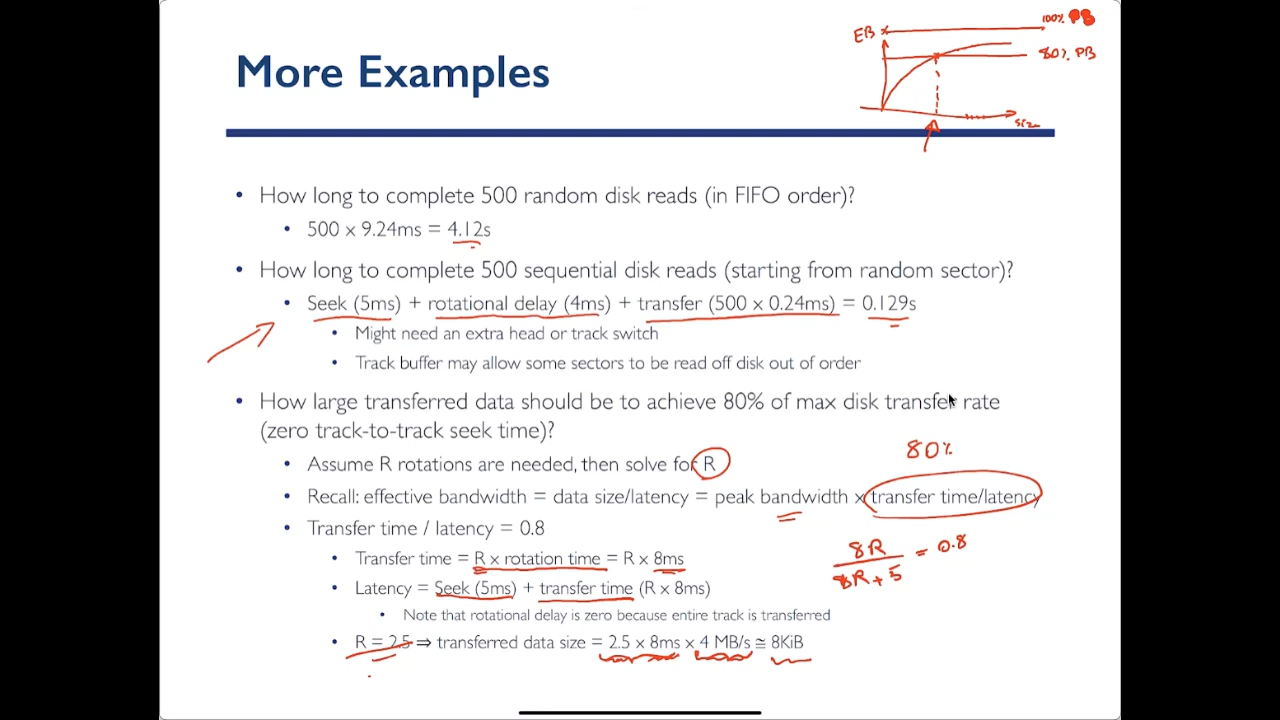 More Examples
EB
100% PB
80% PB
size
• How long to complete 500 random disk reads (in FIFO order)?
• 500 x 9.24ms = 4.12s
• How long to complete 500 sequential disk reads (starting from random sector)?
• Seek (5ms) + rotational delay (4ms) + transfer (500 x 0.24ms) = 0.129s
• Might need an extra head or track switch
• Track buffer may allow some sectors to be read off disk out of order
• How large transferred data should be to achieve 80% of max disk transfer rate
(zero track-to-track seek time)?
80%
• Assume R rotations are needed, then solve for R
• Recall: effective bandwidth = data size/latency = peak bandwidth x transfer time/latency
• Transfer time / latency = 0.8
• Transfer time = R x rotation time = R x 8ms
8R
8R + 5
= 0.8
• Latency = Seek (5ms) + transfer time (R x 8ms)
• Note that rotational delay is zero because entire track is transferred
• R = 2.5 ⇒ transferred data size = 2.5 x 8ms x 4 MB/s ≅ 8KiB